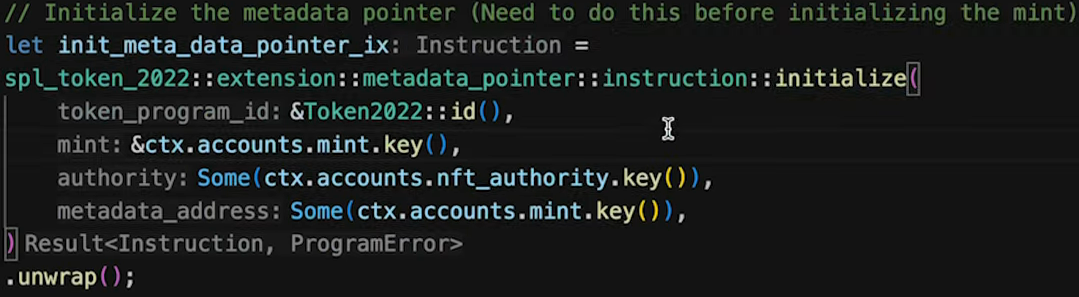 // Initialize the metadata pointer (Need to do this before initializing the mint)
let init_meta_data_pointer_ix: Instruction =
spl_token_2022::extension::metadata_pointer::instruction::initialize(
token_program_id: &Token2022::id(),
mint: &ctx.accounts.mint.key(),
authority: Some(ctx.accounts.nft_authority.key()),
metadata_address: Some(ctx.accounts.mint.key()),
) Result<Instruction, ProgramError>
.unwrap();